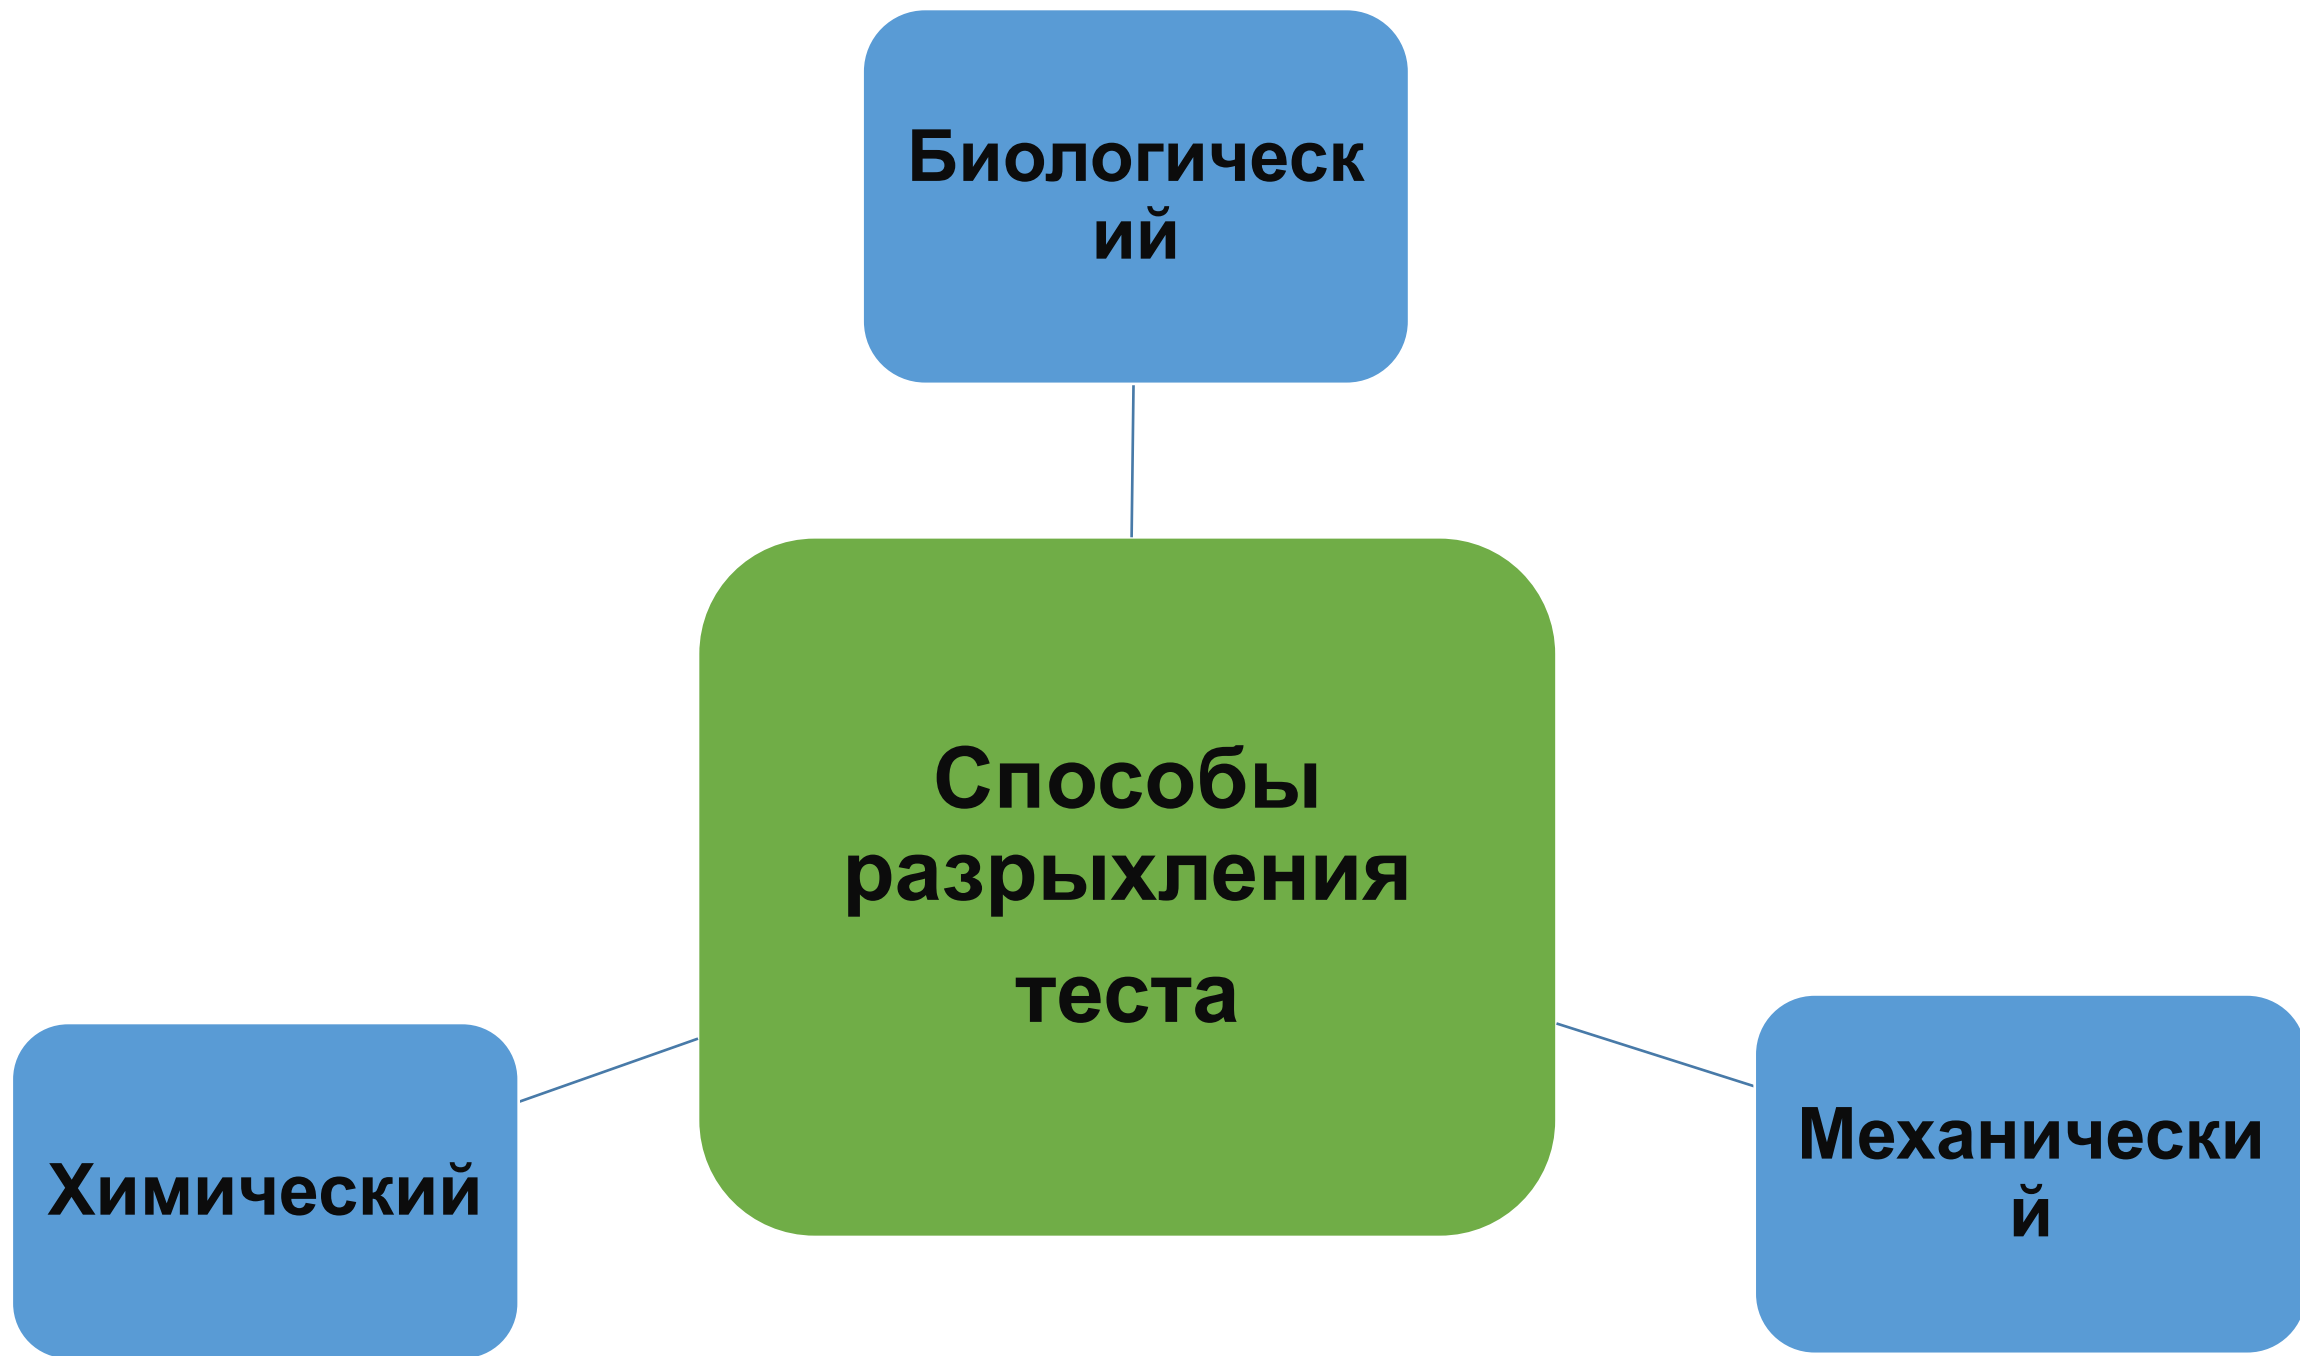 Биологическ
ий
Способы
разрыхления
теста
Химический
Механически
й